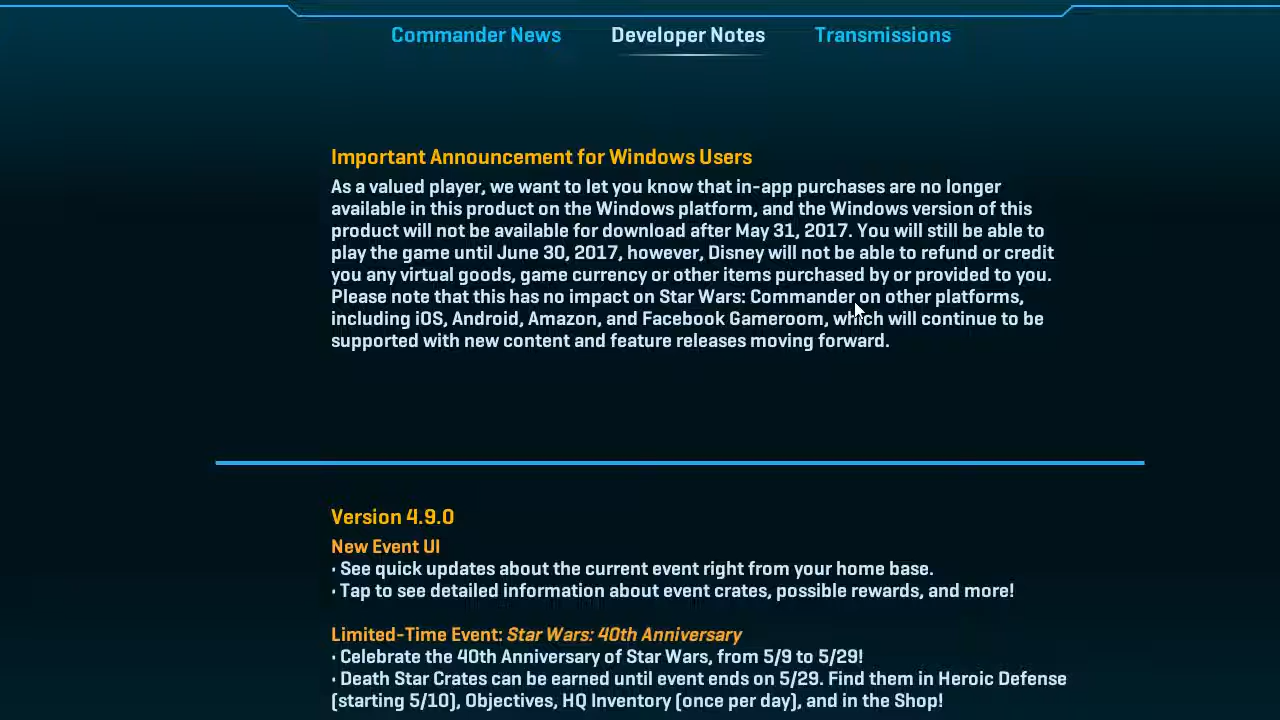 Commander News Developer Notes Transmissions
Important Announcement for Windows Users
As a valued player, we want to let you know that in-app purchases are no longer
available in this product on the Windows platform, and the Windows version of this
product will not be available for download after May 31, 2017. You will still be able to
play the game until June 30, 2017, however, Disney will not be able to refund or credit
you any virtual goods, game currency or other items purchased by or provided to you.
Please note that this has no impact on Star Wars: Commander on other platforms,
including iOS, Android, Amazon, and Facebook Gameroom, which will continue to be
supported with new content and feature releases moving forward.
Version 4.9.0
New Event UI
· See quick updates about the current event right from your home base.
· Tap to see detailed information about event crates, possible rewards, and more!
Limited-Time Event: Star Wars: 40th Anniversary
· Celebrate the 40th Anniversary of Star Wars, from 5/9 to 5/29!
· Death Star Crates can be earned until event ends on 5/29. Find them in Heroic Defense
(starting 5/10), Objectives, HQ Inventory (once per day), and in the Shop!